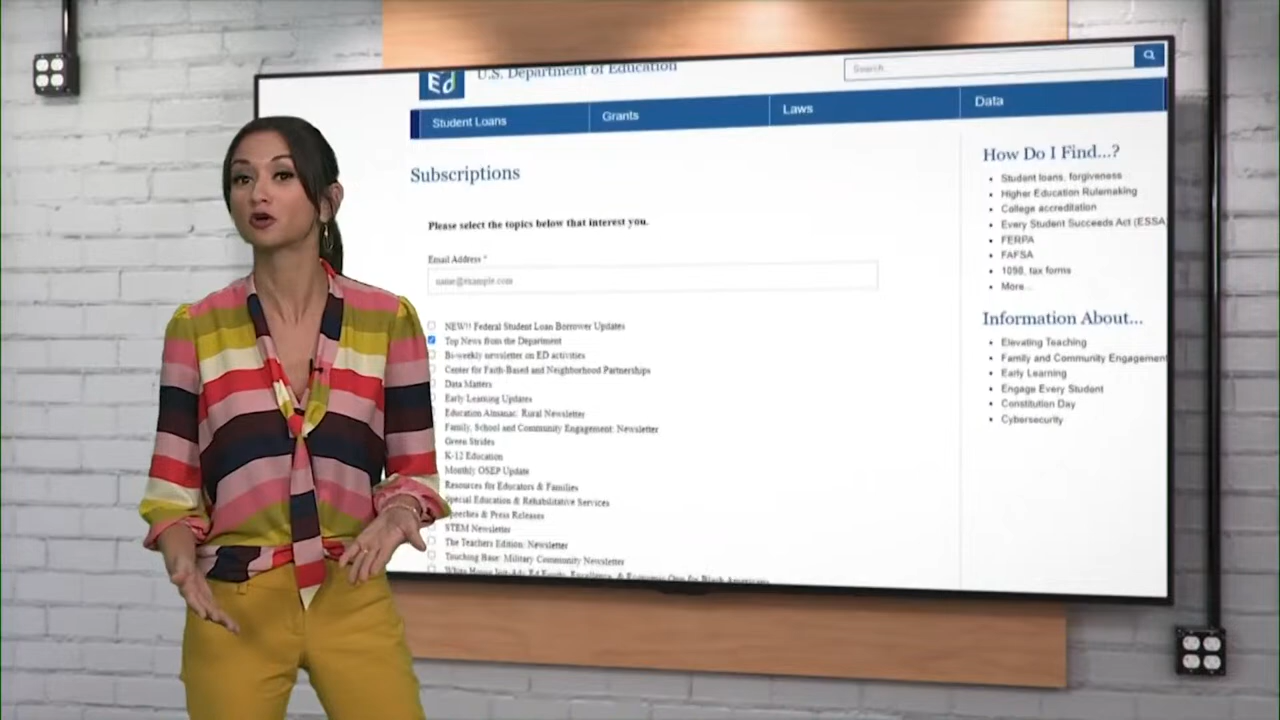 Ed
U.S. Department of Education
Search...
Student Loans
Grants
Laws
Data
Subscriptions
Please select the topics below that interest you.
Email Address *
name@example.com
NEW!! Federal Student Loan Borrower Updates
Top News from the Department
Bi-weekly newsletter on ED activities
Center for Faith-Based and Neighborhood Partnerships
Data Matters
Early Learning Updates
Education Almanac: Rural Newsletter
Family, School and Community Engagement: Newsletter
Green Strides
K-12 Education
Monthly OSEP Update
Resources for Educators & Families
Special Education & Rehabilitative Services
Speeches & Press Releases
STEM Newsletter
The Teachers Edition: Newsletter
Touching Base: Military Community Newsletter
How Do I Find...?
Student loans, forgiveness
Higher Education Rulemaking
College accreditation
Every Student Succeeds Act (ESSA
FERPA
FAFSA
1098, tax forms
More...
Information About...
Elevating Teaching
Family and Community Engagement
Early Learning
Engage Every Student
Constitution Day
Cybersecurity